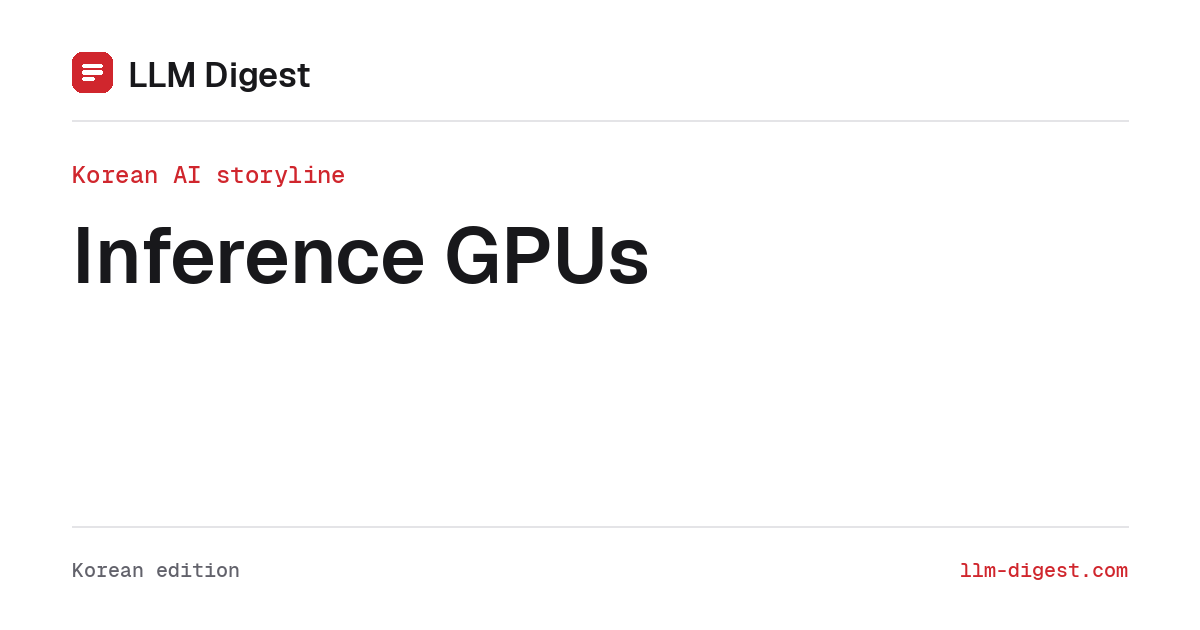 LLM Digest
Korean AI storyline
Inference GPUs
Korean edition
llm-digest.com